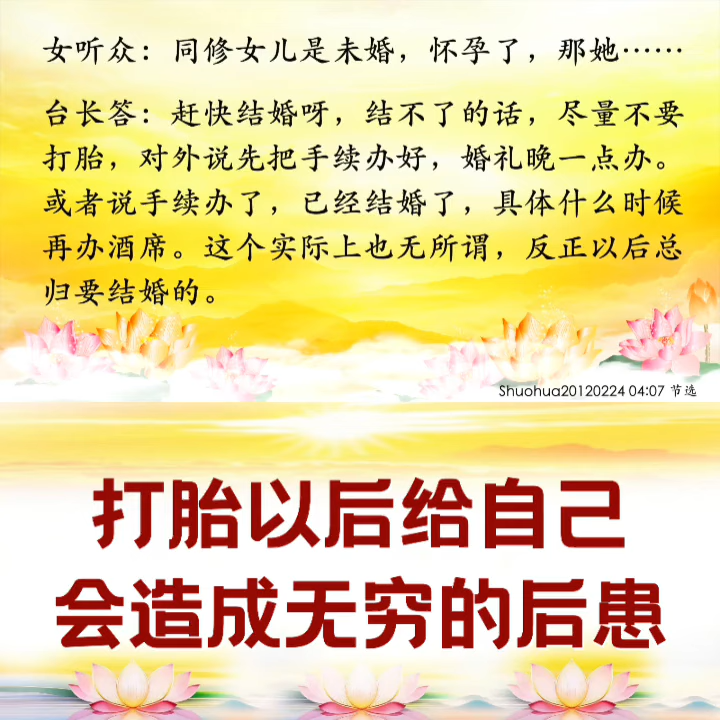 女听众：同修女儿是未婚，怀孕了，那她……
台长答：赶快结婚呀，结不了的话，尽量不要
打胎，对外说先把手续办好，婚礼晚一点办。
或者说手续办了，已经结婚了，具体什么时候
再办酒席。这个实际上也无所谓，反正以后总
归要结婚的。
Shuohua20120224 04:07 节选
打胎以后给自己
会造成无穷的后患